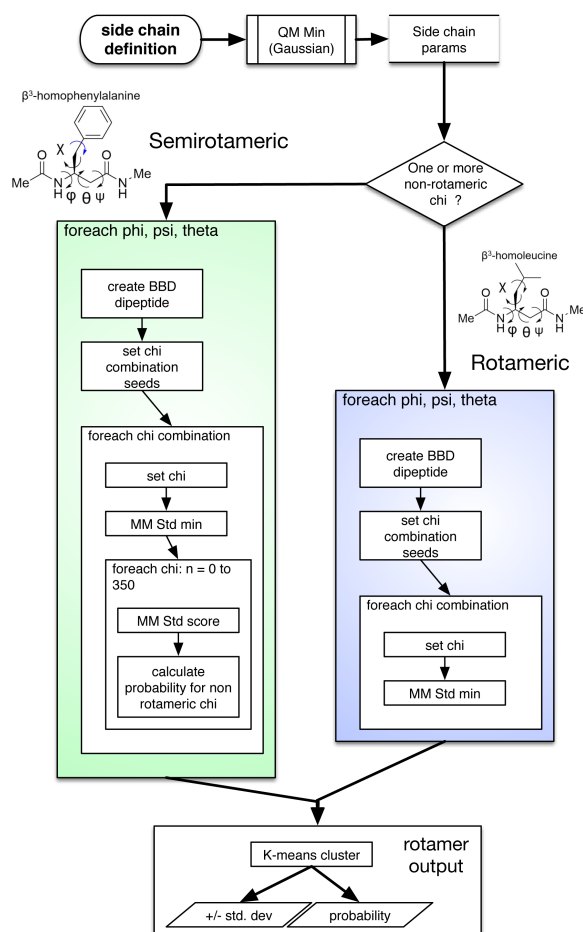 side chain
definition
QM Min
(Gaussian)
Side chain
params
β³-homophenylalanine
Semirotameric
χ
O
O
Me
N
H
N
H
Me
φ
θ
ψ
One or more
non-rotameric
chi ?
foreach phi, psi, theta
create BBD
dipeptide
set chi
combination
seeds
foreach chi combination
set chi
MM Std min
foreach chi: n = 0 to
350
MM Std score
calculate
probability for non
rotameric chi
β³-homoleucine
χ
O
O
Me
N
H
N
H
Me
φ
θ
ψ
Rotameric
foreach phi, psi, theta
create BBD
dipeptide
set chi
combination
seeds
foreach chi combination
set chi
MM Std min
rotamer
output
K-means cluster
+/- std. dev
probability